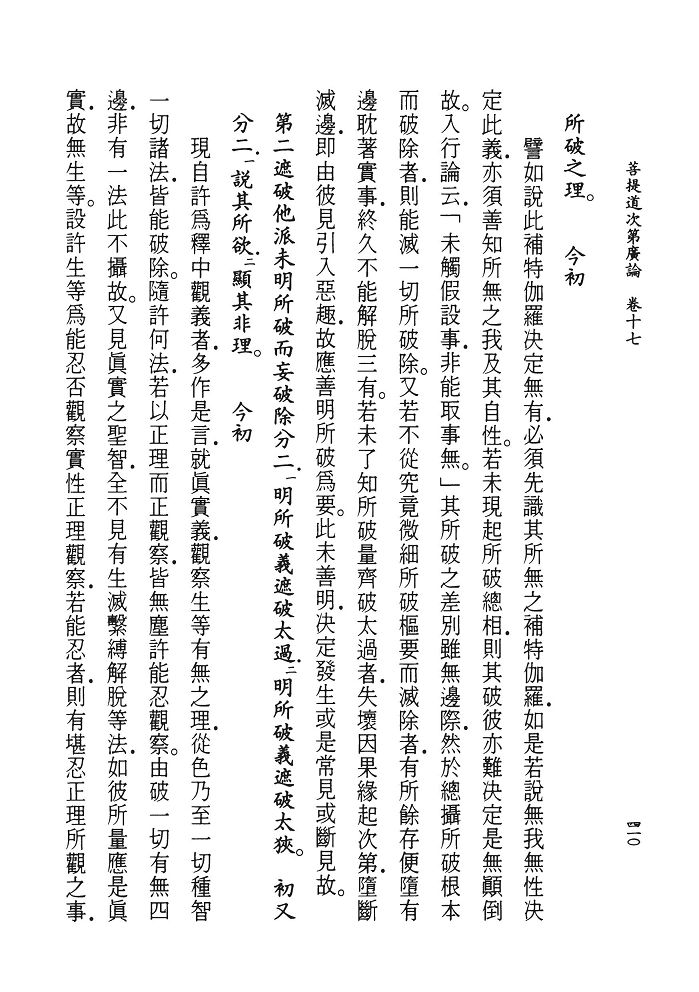 菩提道次第廣論　卷十七
四一〇
所破之理。　今初
譬如說此補特伽羅決定無有，必須先識其所無之補特伽羅，如是若說無我無性決
定此義，亦須善知所無之我及其自性。若未現起所破總相，則其破彼亦難決定是無顛倒
故。入行論云，「未觸假設事，非能取事無。」其所破之差別雖無邊際，然於總攝所破根本
而破除者，則能滅一切所破除。又若不從究竟微細所破樞要而滅除者，有所餘存便墮有
邊耽著實事，終久不能解脫三有。若未了知所破量齊破太過者，失壞因果緣起次第，墮斷
滅邊，即由彼見引入惡趣，故應善明所破為要。此未善明，決定發生或是常見或斷見故。
第二遮破他派未明所破而妄破除分二，一明所破義遮破太過，二明所破義遮破太狹。　初又
分二，一說其所欲，二顯其非理。　今初
現自許為釋中觀義者，多作是言，就真實義，觀察生等有無之理，從色乃至一切種智
一切諸法，皆能破除。隨許何法，若以正理而正觀察，皆無塵許能忍觀察。由破一切有無四
邊，非有一法此不攝故。又見真實之聖智，全不見有生滅繫縛解脫等法，如彼所量應是真
實，故無生等。設許生等為能忍否觀察實性正理觀察，若能忍者，則有堪忍正理所觀之事，